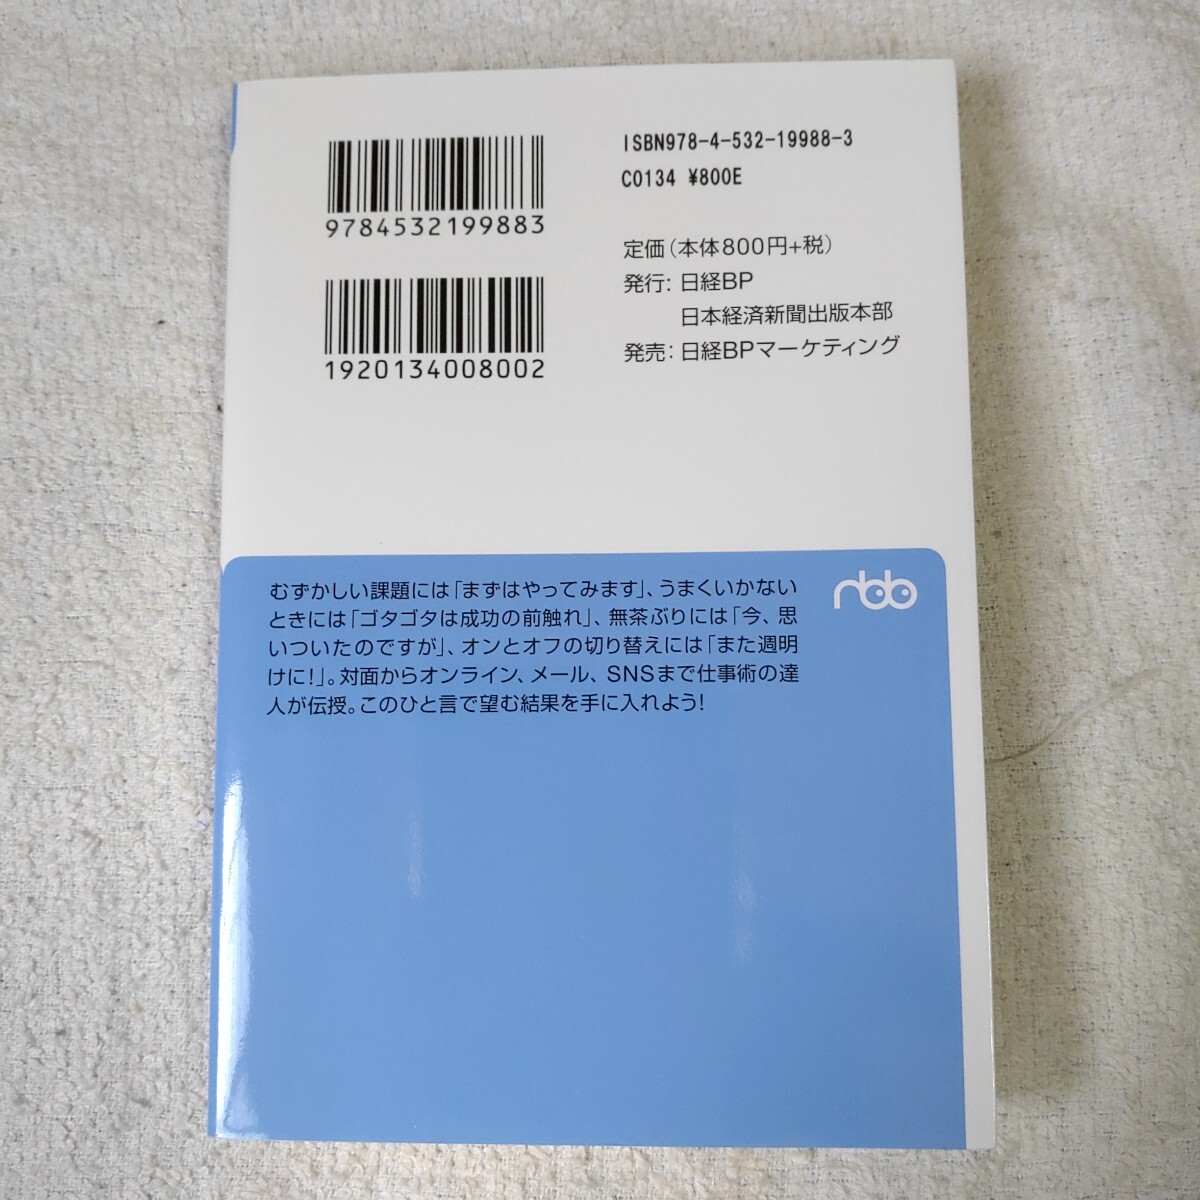 ISBN978-4-532-19988-3
C0134 ¥800E
9784532199883
1920134008002
定価(本体800円+税)
発行: 日経BP
日本経済新聞出版本部
発売: 日経BPマーケティング
nbb
むずかしい課題には「まずはやってみます」、うまくいかない
ときには「ゴタゴタは成功の前触れ」、無茶ぶりには「今、思
いついたのですが」、オンとオフの切り替えには「また週明
けに!」。対面からオンライン、メール、SNSまで仕事術の達
人が伝授。このひと言で望む結果を手に入れよう!